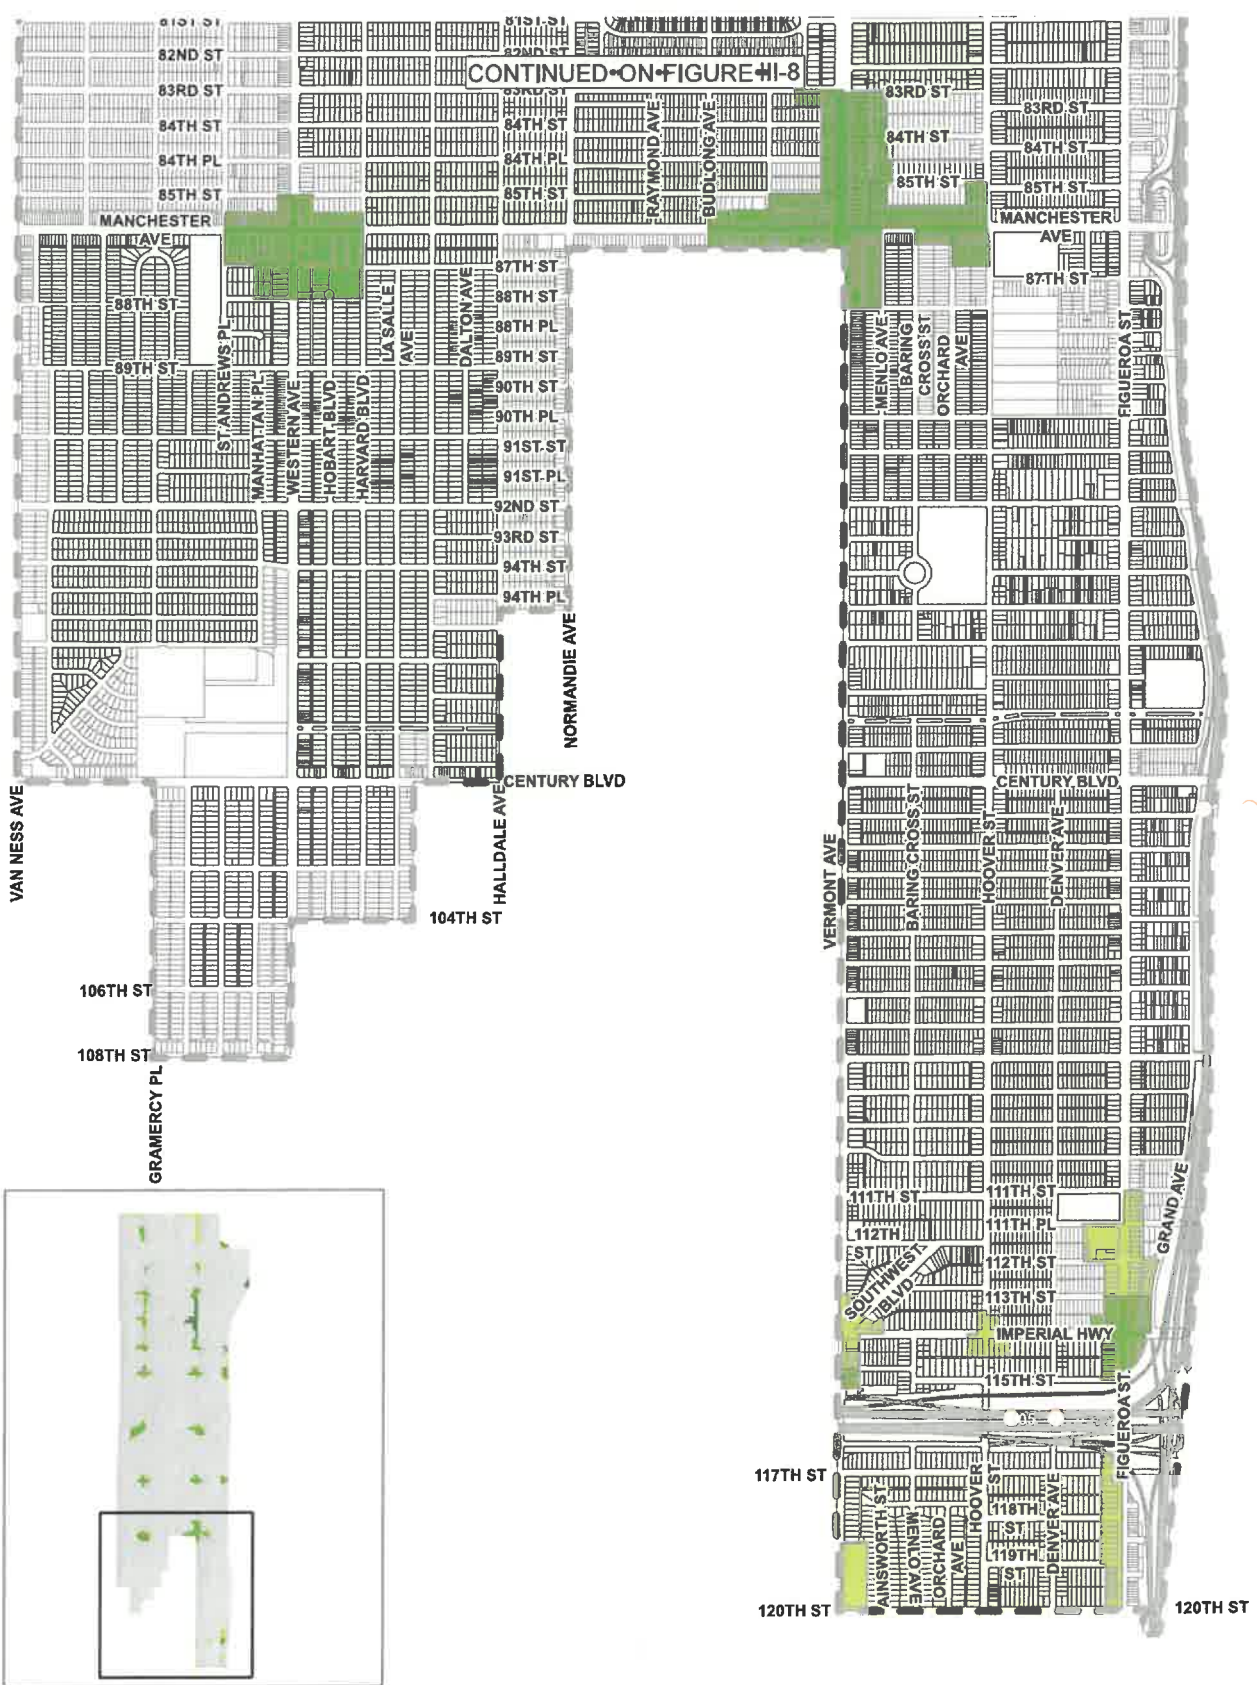 81ST ST
81ST ST
82ND ST
82ND ST
CONTINUED ON FIGURE III-8
83RD ST
83RD ST
83RD ST
83RD ST
84TH ST
84TH ST
84TH ST
84TH ST
84TH PL
84TH PL
85TH ST
85TH ST
85TH ST
85TH ST
RAYMOND AVE
BUDLONG AVE
MANCHESTER
AVE
MANCHESTER
AVE
87TH ST
87TH ST
88TH ST
88TH ST
88TH PL
89TH ST
89TH ST
90TH ST
90TH PL
91ST ST
91ST PL
92ND ST
93RD ST
94TH ST
94TH PL
ST ANDREWS PL
MANHATTAN PL
WESTERN AVE
HOBART BLVD
HARVARD BLVD
LA SALLE
AVE
DALTON AVE
MENLO AVE
BARING
CROSS ST
ORCHARD
AVE
FIGUEROA ST
NORMANDIE AVE
CENTURY BLVD
CENTURY BLVD
VAN NESS AVE
HALLDALE AVE
VERMONT AVE
BARING CROSS ST
HOOVER ST
DENVER AVE
104TH ST
106TH ST
108TH ST
GRAMERCY PL
111TH ST
111TH ST
111TH PL
112TH
ST
112TH ST
SOUTHWEST
BLVD
113TH ST
GRAND AVE
IMPERIAL HWY
115TH ST
FIGUEROA ST
117TH ST
HOOVER
ST
118TH
ST
119TH
ST
AINSWORTH ST
MENLO AVE
ORCHARD
AVE
DENVER AVE
120TH ST
120TH ST